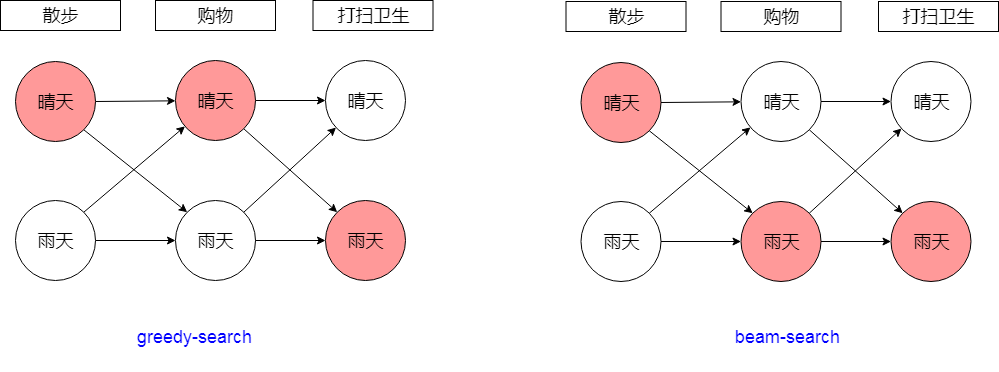 散步 购物 打扫卫生
晴天 晴天 晴天
雨天 雨天 雨天
greedy-search
散步 购物 打扫卫生
晴天 晴天 晴天
雨天 雨天 雨天
beam-search